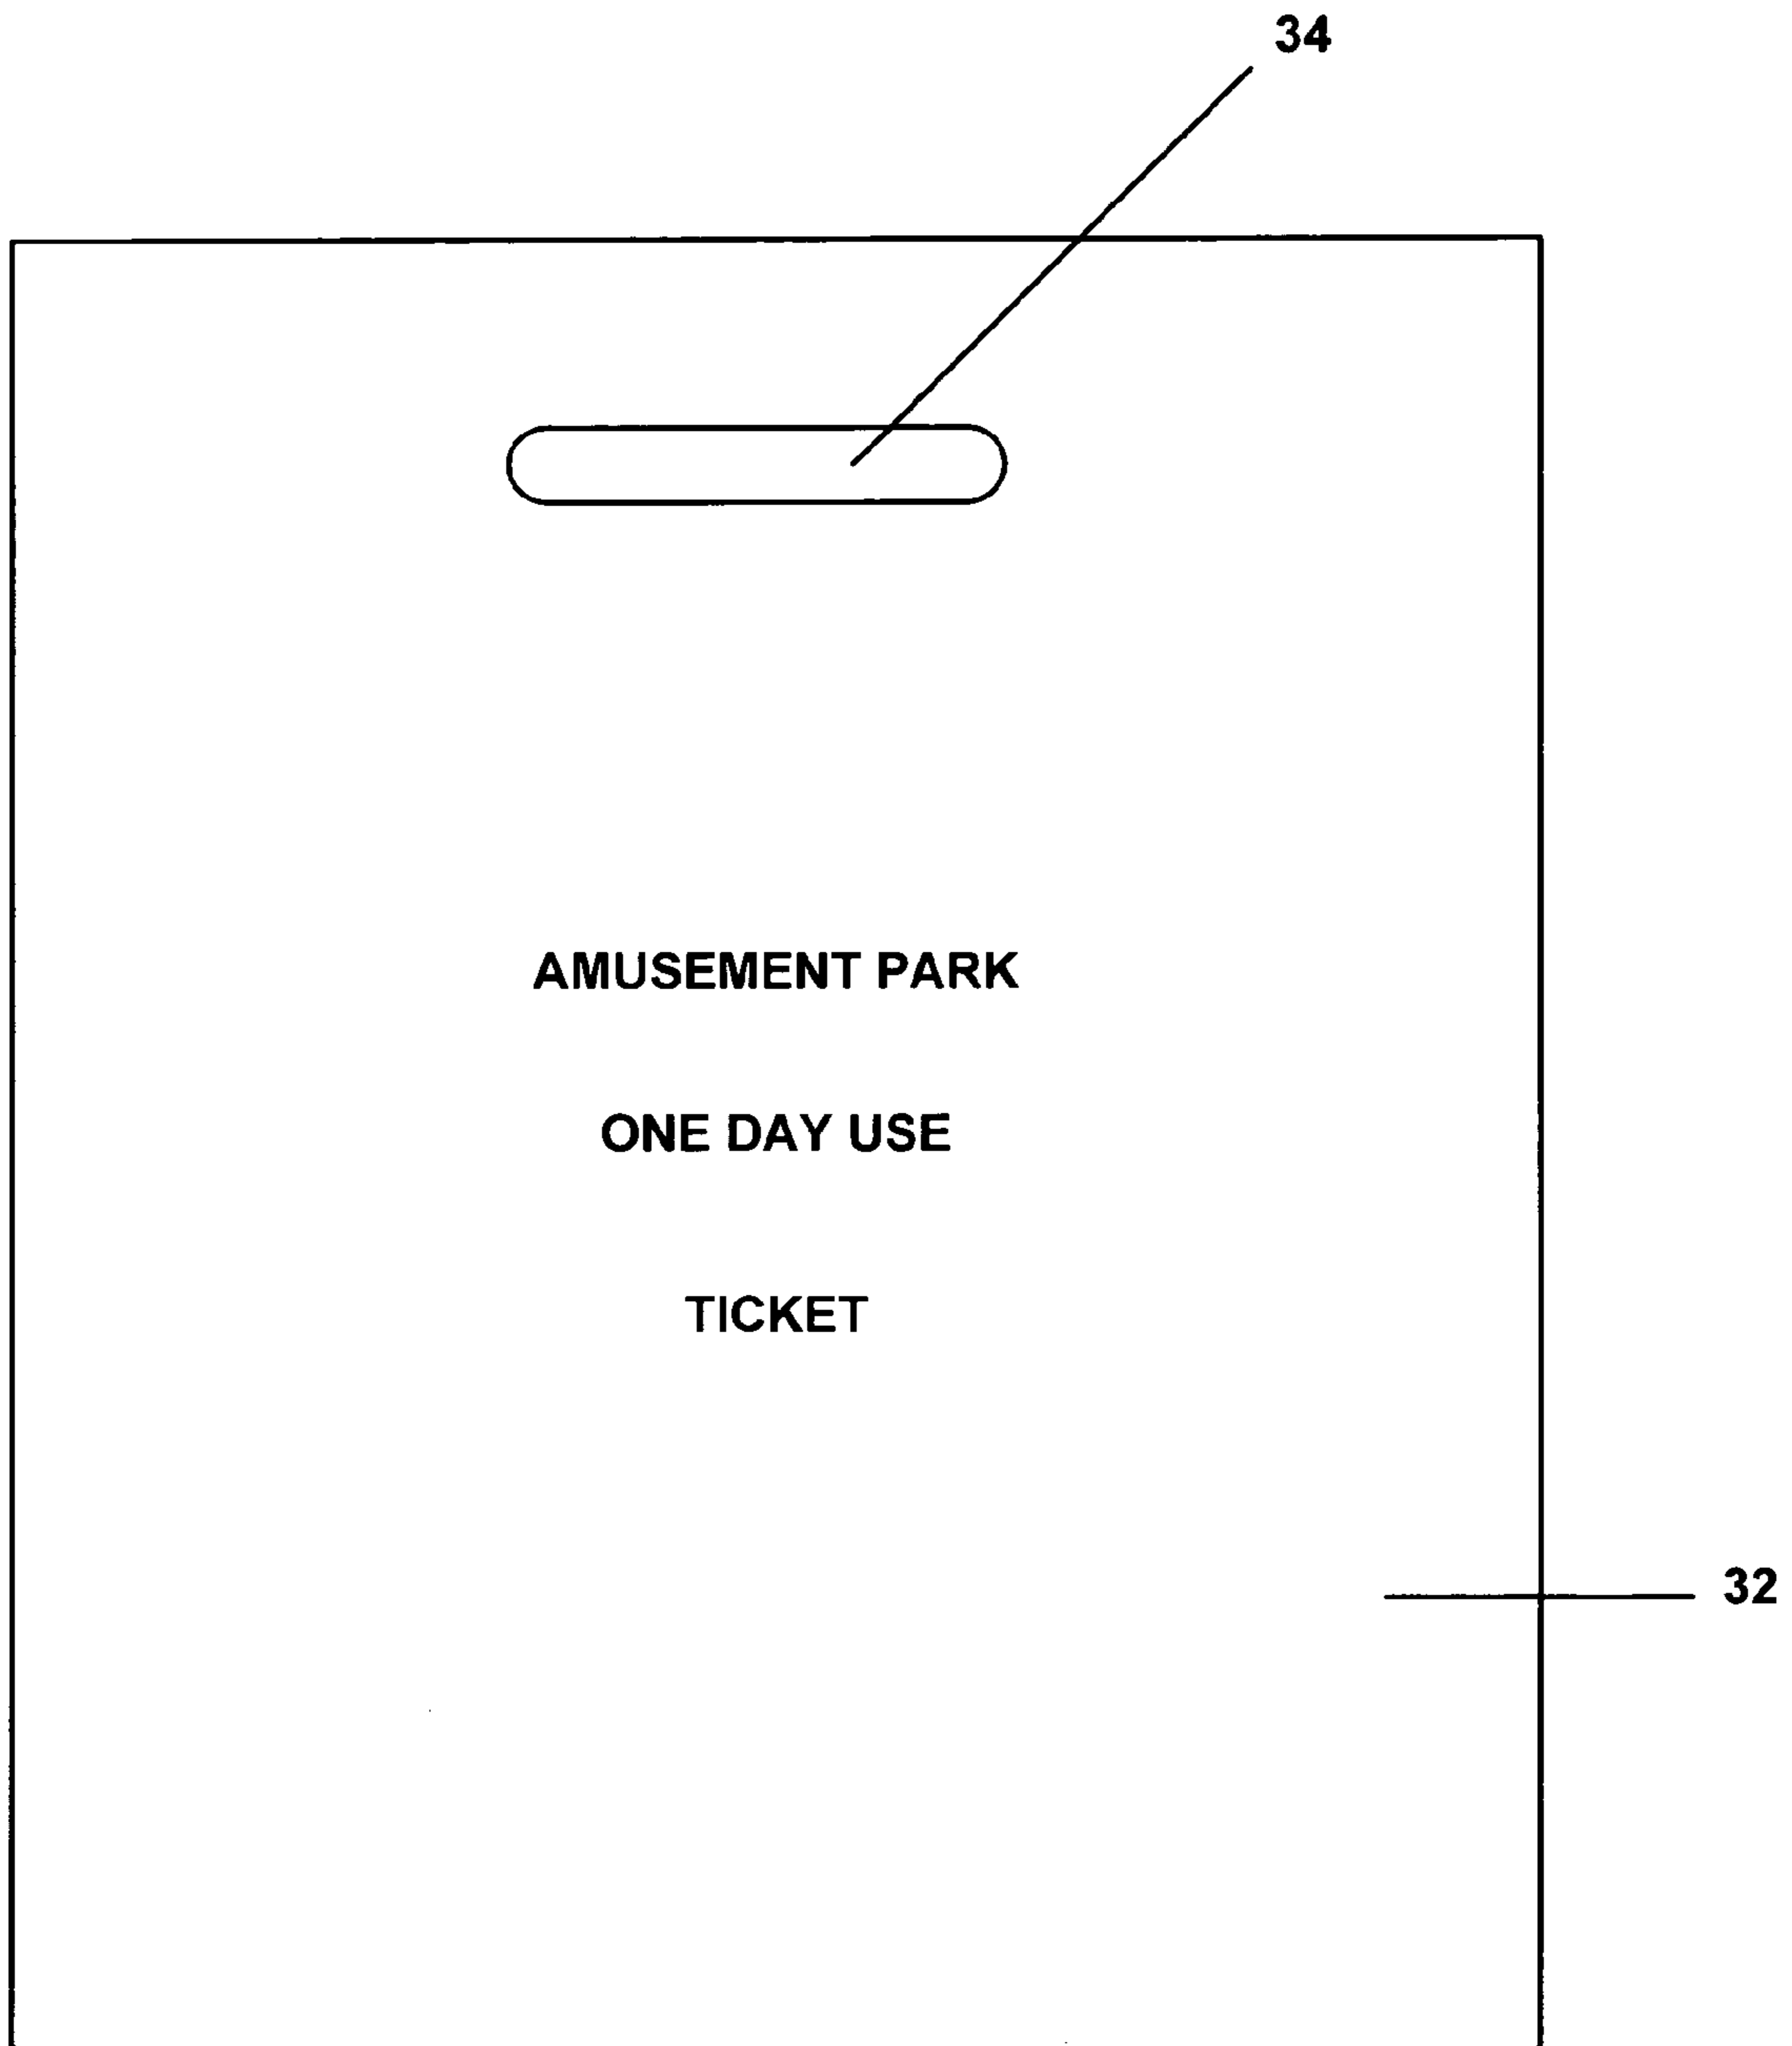 34
AMUSEMENT PARK
ONE DAY USE
TICKET
32